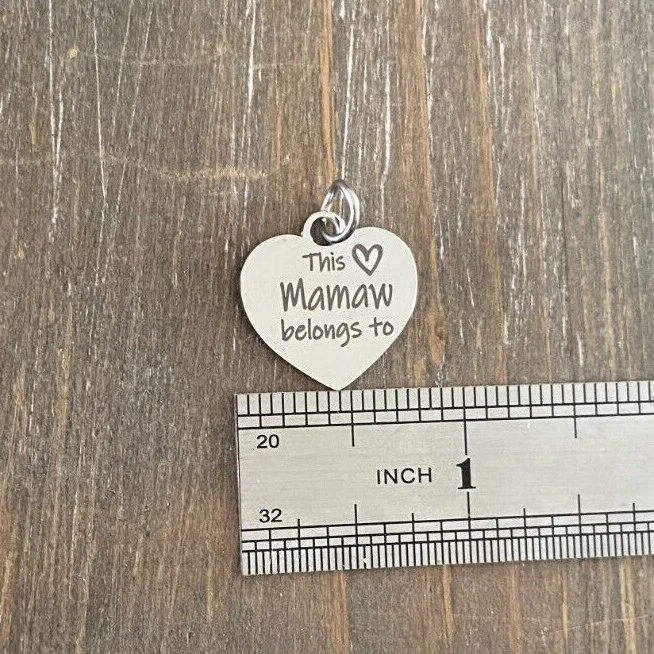 This ♡
Mamaw
belongs to
20
INCH 1
32